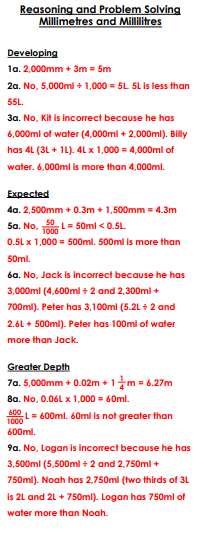 Reasoning and Problem Solving
Millimetres and Millilitres
Developing
1a. 2,000mm + 3m = 5m
2a. No, 5,000ml ÷ 1,000 = 5L. 5L is less than
55L.
3a. No, Kit is incorrect because he has
6,000ml of water (4,000ml + 2,000ml). Billy
has 4L (3L + 1L). 4L x 1,000 = 4,000ml of
water. 6,000ml is more than 4,000ml.
Expected
4a. 2,500mm + 0.3m + 1,500mm = 4.3m
5a. No, 50/1000 L = 50ml < 0.5L.
0.5L x 1,000 = 500ml. 500ml is more than
50ml.
6a. No, Jack is incorrect because he has
3,000ml (4,600ml ÷ 2 and 2,300ml +
700ml). Peter has 3,100ml (5.2L ÷ 2 and
2.6L + 500ml). Peter has 100ml of water
more than Jack.
Greater Depth
7a. 5,000mm + 0.02m + 1 1/4 m = 6.27m
8a. No, 0.06L x 1,000 = 60ml.
600/1000 L = 600ml. 60ml is not greater than
600ml.
9a. No, Logan is incorrect because he has
3,500ml (5,500ml ÷ 2 and 2,750ml +
750ml). Noah has 2,750ml (two thirds of 3L
is 2L and 2L + 750ml). Logan has 750ml of
water more than Noah.